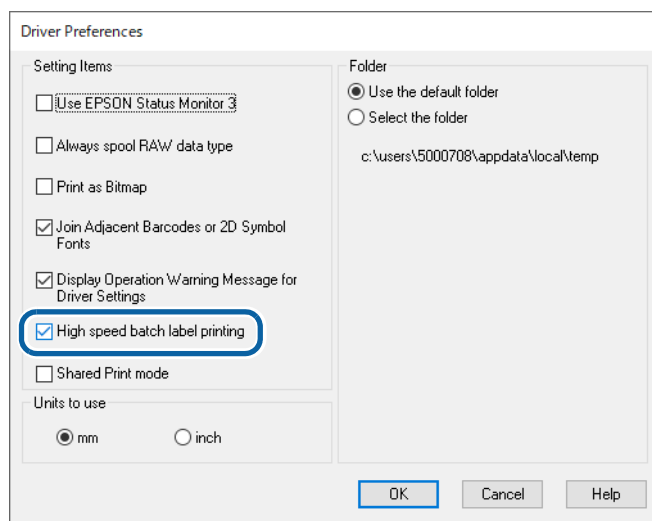 Driver Preferences
Setting Items
Use EPSON Status Monitor 3
Always spool RAW data type
Print as Bitmap
Join Adjacent Barcodes or 2D Symbol
Fonts
Display Operation Warning Message for
Driver Settings
High speed batch label printing
Shared Print mode
Units to use
mm
inch
Folder
Use the default folder
Select the folder
c:\users\5000708\appdata\local\temp
OK
Cancel
Help